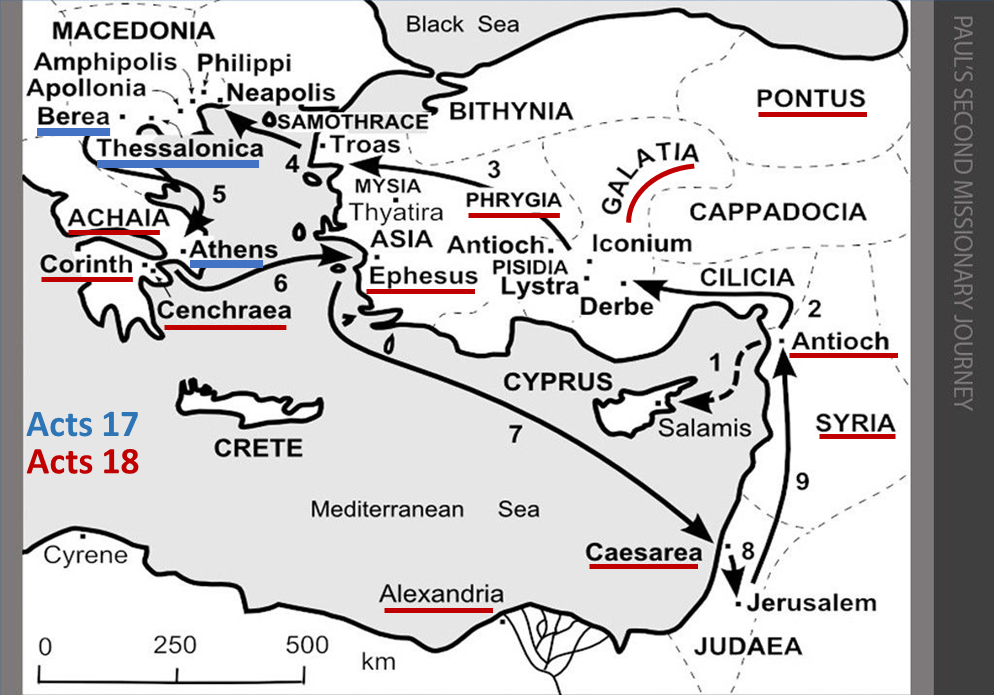 Black Sea
MACEDONIA
Amphipolis
Philippi
Apollonia
Neapolis
Berea
SAMOTHRACE
BITHYNIA
PONTUS
Thessalonica
4
Troas
3
GALATIA
5
MYSIA
PHRYGIA
Thyatira
ACHAIA
CAPPADOCIA
Athens
ASIA
Antioch
Iconium
Corinth
6
Ephesus
PISIDIA
Lystra
CILICIA
Derbe
Cenchraea
2
Antioch
1
CYPRUS
Salamis
Acts 17
Acts 18
CRETE
7
SYRIA
9
Mediterranean Sea
Cyrene
Caesarea
8
Alexandria
Jerusalem
JUDAEA
0 250 500
km
PAUL'S SECOND MISSIONARY JOURNEY